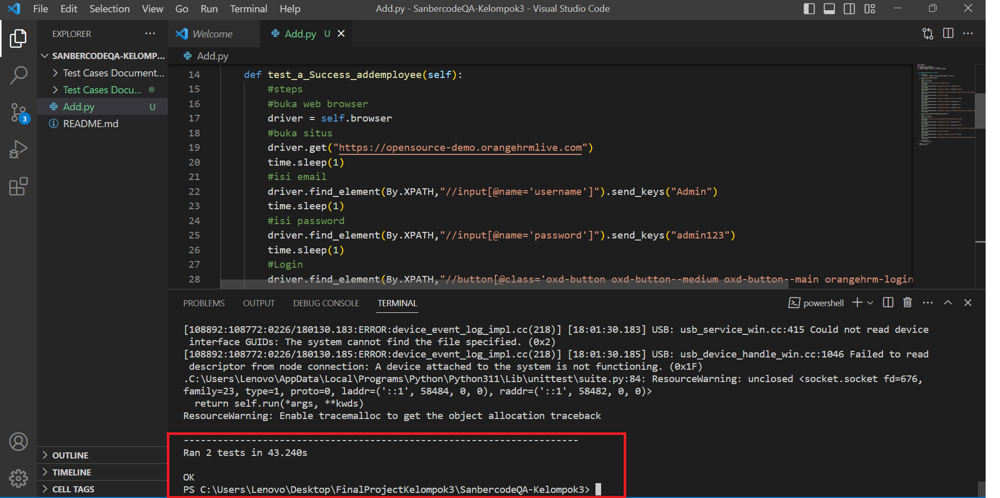 File Edit Selection View Go Run Terminal Help
Add.py - SanbercodeQA-Kelompok3 - Visual Studio Code
EXPLORER
SANBERCODEQA-KELOMP...
Test Cases Document...
Test Cases Docu...
Add.py U
README.md
3
OUTLINE
TIMELINE
CELL TAGS
Welcome
Add.py U
Add.py
14 def test_a_Success_addemployee(self):
15 #steps
16 #buka web browser
17 driver = self.browser
18 #buka situs
19 driver.get("https://opensource-demo.orangehrmlive.com")
20 time.sleep(1)
21 #isi email
22 driver.find_element(By.XPATH,"//input[@name='username']").send_keys("Admin")
23 time.sleep(1)
24 #isi password
25 driver.find_element(By.XPATH,"//input[@name='password']").send_keys("admin123")
26 time.sleep(1)
27 #Login
28 driver.find_element(By.XPATH,"//button[@class='oxd-button oxd-button--medium oxd-button--main orangehrm-login
PROBLEMS OUTPUT DEBUG CONSOLE TERMINAL
powershell
[108892:108772:0226/180130.183:ERROR:device_event_log_impl.cc(218)] [18:01:30.183] USB: usb_service_win.cc:415 Could not read device
interface GUIDs: The system cannot find the file specified. (0x2)
[108892:108772:0226/180130.185:ERROR:device_event_log_impl.cc(218)] [18:01:30.185] USB: usb_device_handle_win.cc:1046 Failed to read
descriptor from node connection: A device attached to the system is not functioning. (0x1F)
.C:\Users\Lenovo\AppData\Local\Programs\Python\Python311\Lib\unittest\suite.py:84: ResourceWarning: unclosed <socket.socket fd=676,
family=23, type=1, proto=0, laddr=('::1', 58484, 0, 0), raddr=('::1', 58482, 0, 0)>
return self.run(*args, **kwds)
ResourceWarning: Enable tracemalloc to get the object allocation traceback
----------------------------------------------------------------------
Ran 2 tests in 43.240s
OK
PS C:\Users\Lenovo\Desktop\FinalProjectKelompok3\SanbercodeQA-Kelompok3>